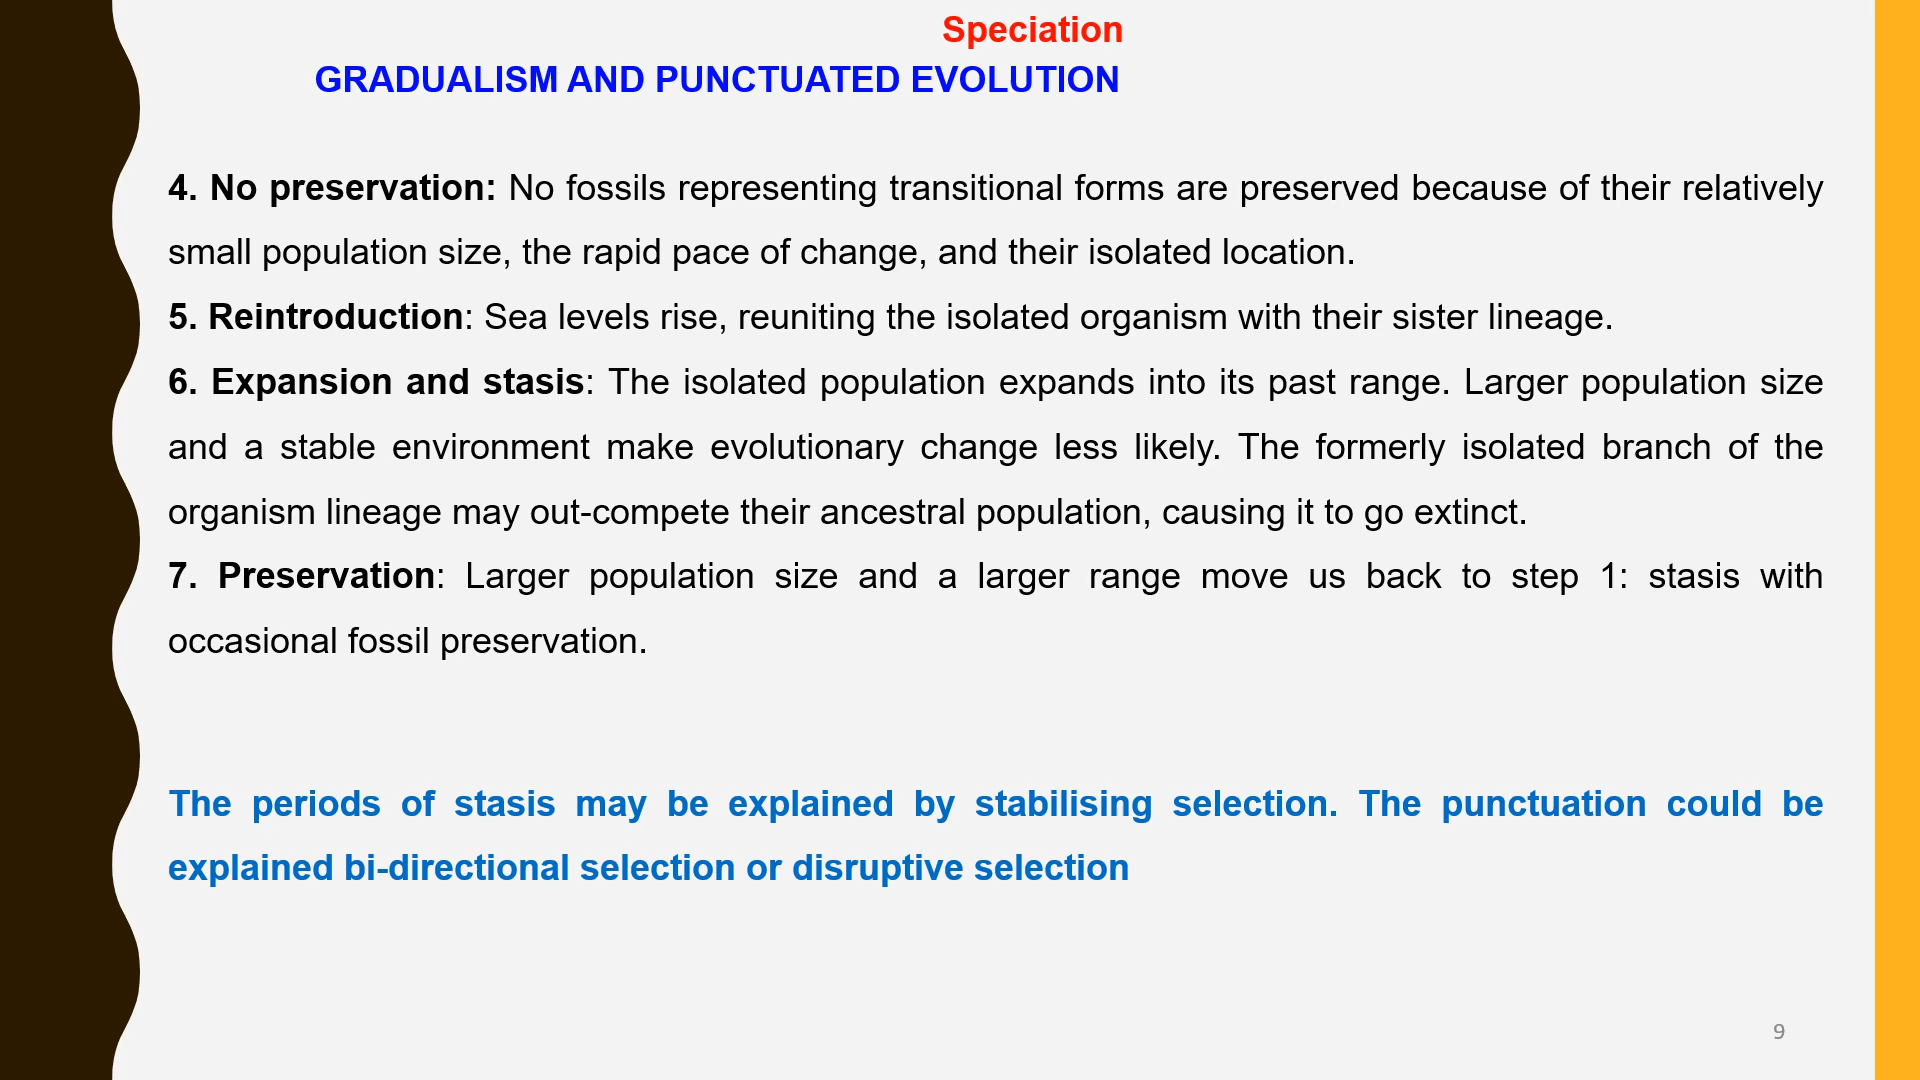 Speciation
GRADUALISM AND PUNCTUATED EVOLUTION
4. No preservation: No fossils representing transitional forms are preserved because of their relatively
small population size, the rapid pace of change, and their isolated location.
5. Reintroduction: Sea levels rise, reuniting the isolated organism with their sister lineage.
6. Expansion and stasis: The isolated population expands into its past range. Larger population size
and a stable environment make evolutionary change less likely. The formerly isolated branch of the
organism lineage may out-compete their ancestral population, causing it to go extinct.
7. Preservation: Larger population size and a larger range move us back to step 1: stasis with
occasional fossil preservation.
The periods of stasis may be explained by stabilising selection. The punctuation could be
explained bi-directional selection or disruptive selection
9